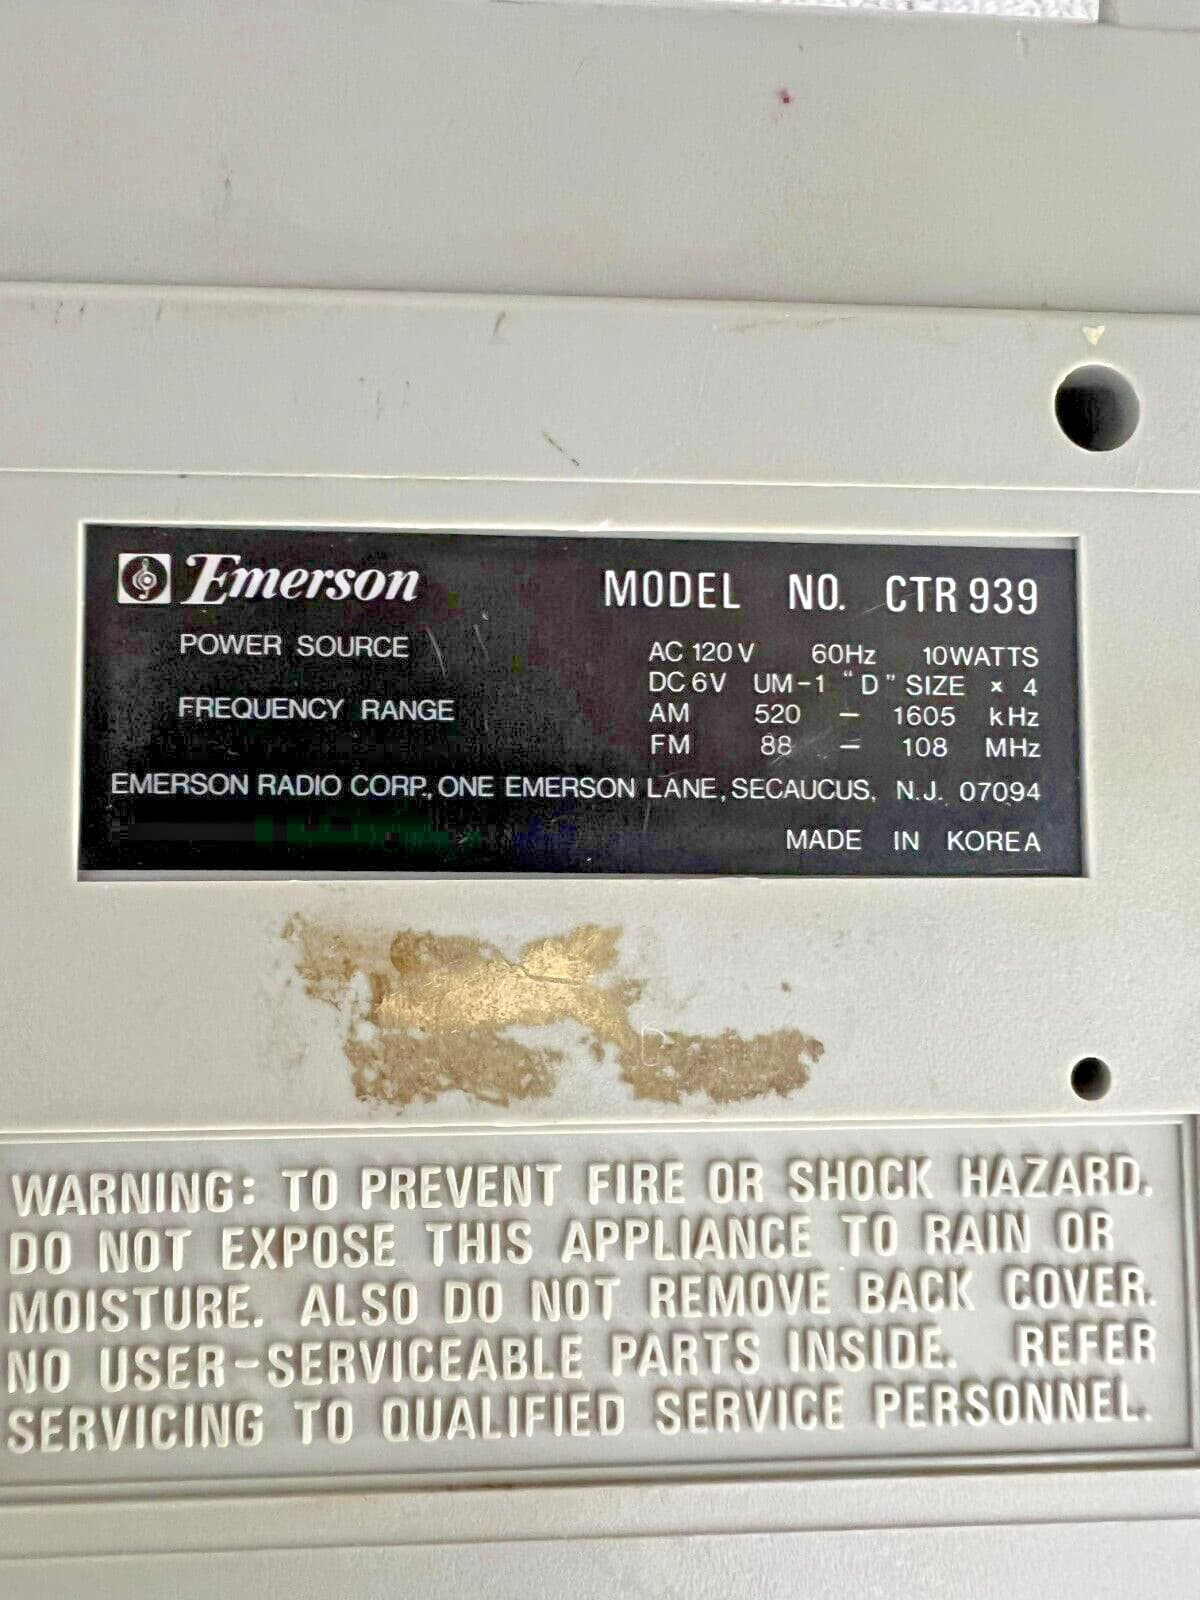 Emerson MODEL NO. CTR 939
POWER SOURCE AC 120 V 60Hz 10WATTS
DC 6V UM-1 “D” SIZE × 4
FREQUENCY RANGE AM 520 – 1605 kHz
FM 88 – 108 MHz
EMERSON RADIO CORP., ONE EMERSON LANE, SECAUCUS, N.J. 07094
MADE IN KOREA
WARNING: TO PREVENT FIRE OR SHOCK HAZARD,
DO NOT EXPOSE THIS APPLIANCE TO RAIN OR
MOISTURE. ALSO DO NOT REMOVE BACK COVER.
NO USER-SERVICEABLE PARTS INSIDE. REFER
SERVICING TO QUALIFIED SERVICE PERSONNEL.